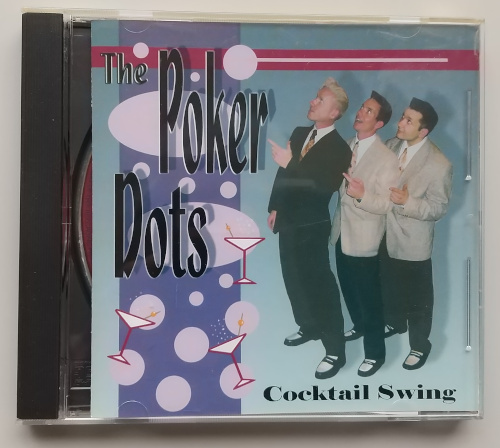 The
Poker
Dots
Cocktail Swing